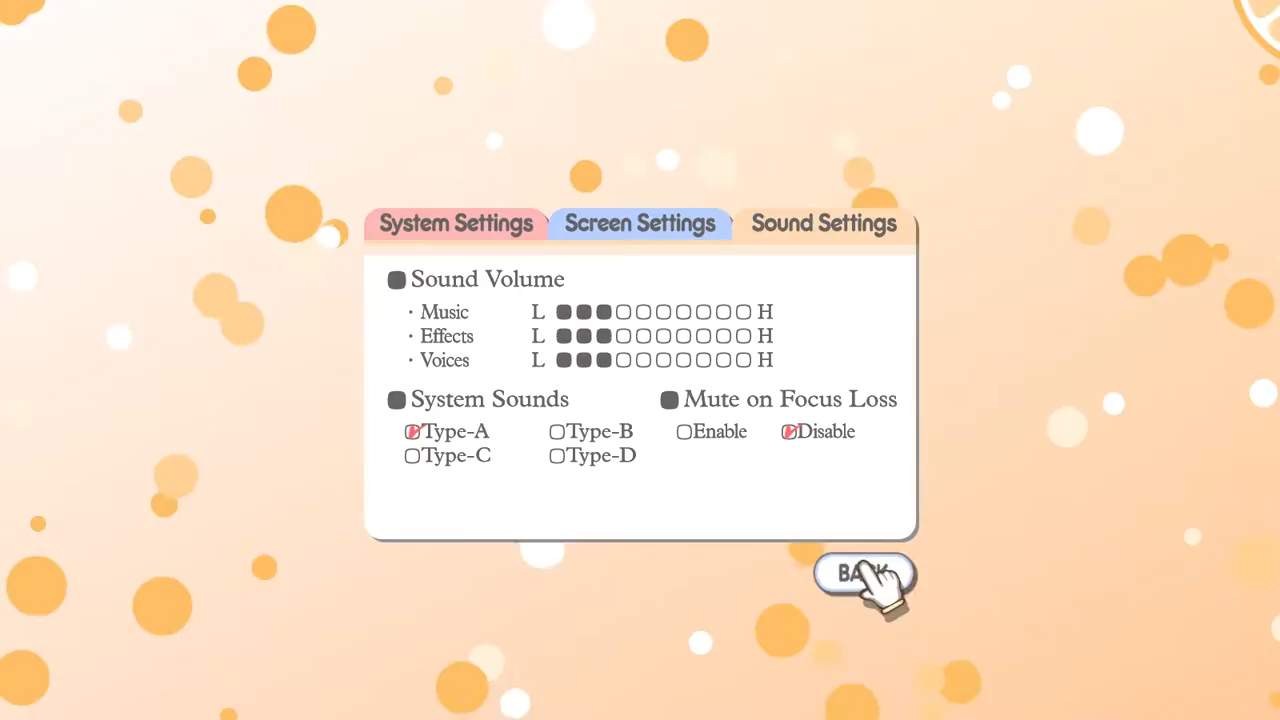 System Settings Screen Settings Sound Settings
Sound Volume
· Music L H
· Effects L H
· Voices L H
System Sounds Mute on Focus Loss
Type-A Type-B Enable Disable
Type-C Type-D